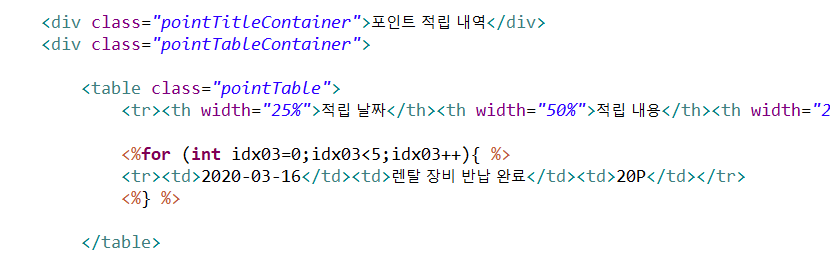 <div class="pointTitleContainer">포인트 적립 내역</div>
<div class="pointTableContainer">
<table class="pointTable">
<tr><th width="25%">적립 날짜</th><th width="50%">적립 내용</th><th width="2
<%for (int idx03=0;idx03<5;idx03++){ %>
<tr><td>2020-03-16</td><td>렌탈 장비 반납 완료</td><td>20P</td></tr>
<%} %>
</table>